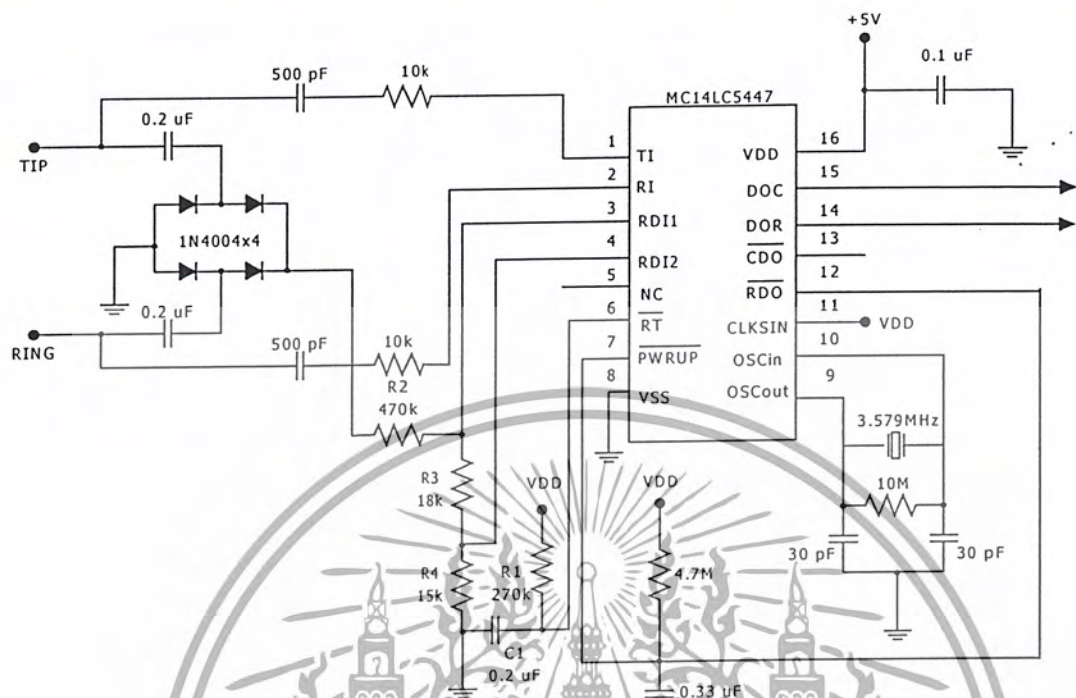 +5V
0.1 uF
500 pF
10k
0.2 uF
TIP
MC14LC5447
1
TI
2
RI
3
RDI1
4
RDI2
5
NC
6
RT
7
PWRUP
8
VSS
16
VDD
15
DOC
14
DOR
13
CDO
12
RDO
11
CLKSIN
VDD
10
OSCin
9
OSCout
1N4004x4
0.2 uF
RING
500 pF
10k
R2
470k
R3
18k
R4
15k
VDD
R1
270k
C1
0.2 uF
VDD
4.7M
0.33 uF
3.579MHz
10M
30 pF
30 pF